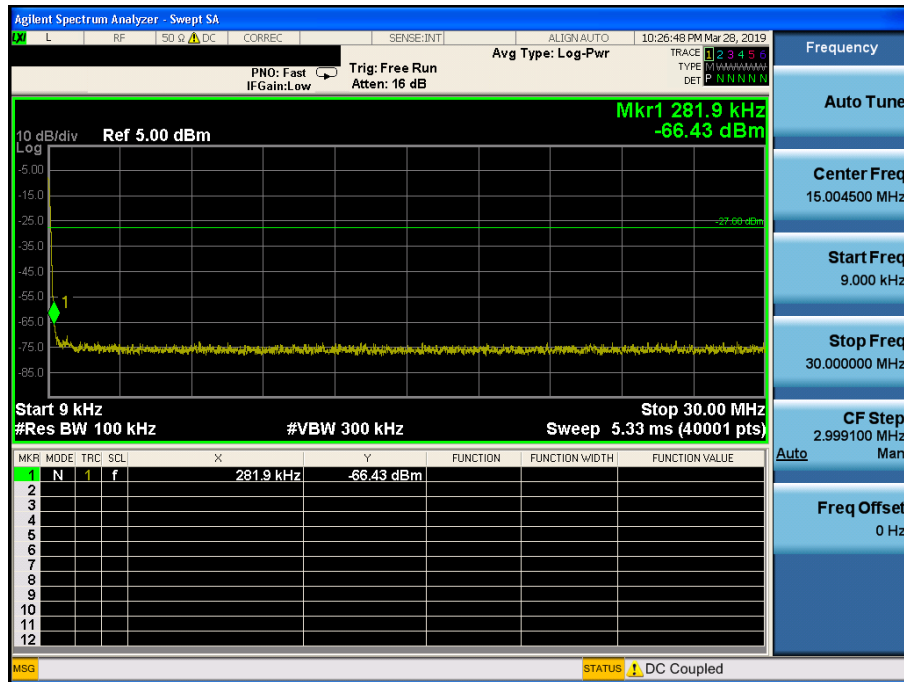 Agilent Spectrum Analyzer - Swept SA
LXI L RF 50 Ω DC CORREC SENSE:INT ALIGN AUTO 10:26:48 PM Mar 28, 2019
Avg Type: Log-Pwr
TRACE 1 2 3 4 5 6
TYPE MWWWWW
DET P N N N N N
PNO: Fast
IFGain:Low
Trig: Free Run
Atten: 16 dB
Mkr1 281.9 kHz
-66.43 dBm
10 dB/div Ref 5.00 dBm
Log
-5.00
-15.0
-25.0
-27.00 dBm
-35.0
-45.0
-55.0
1
-65.0
-75.0
-85.0
Start 9 kHz Stop 30.00 MHz
#Res BW 100 kHz #VBW 300 kHz Sweep 5.33 ms (40001 pts)
MKR MODE TRC SCL X Y FUNCTION FUNCTION WIDTH FUNCTION VALUE
1 N 1 f 281.9 kHz -66.43 dBm
2
3
4
5
6
7
8
9
10
11
12
MSG STATUS DC Coupled
Frequency
Auto Tune
Center Freq
15.004500 MHz
Start Freq
9.000 kHz
Stop Freq
30.000000 MHz
CF Step
2.999100 MHz
Auto Man
Freq Offset
0 Hz